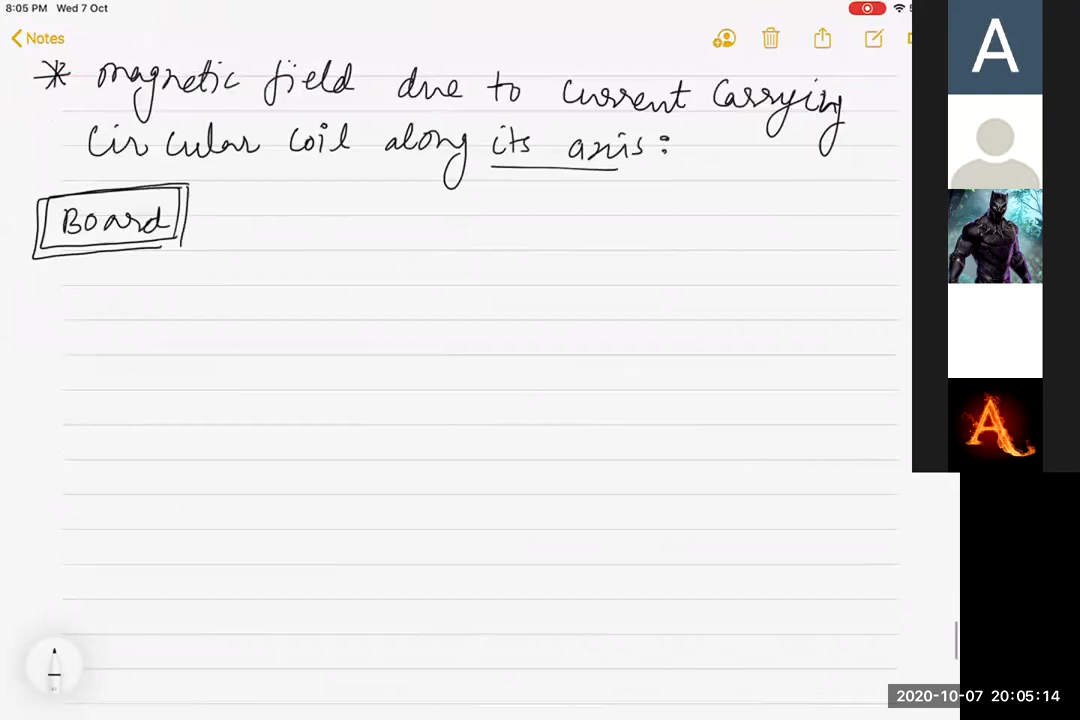 8:05 PM Wed 7 Oct
Notes
* magnetic field due to current carrying
circular coil along its axis:
Board
A
A
2020-10-07 20:05:14